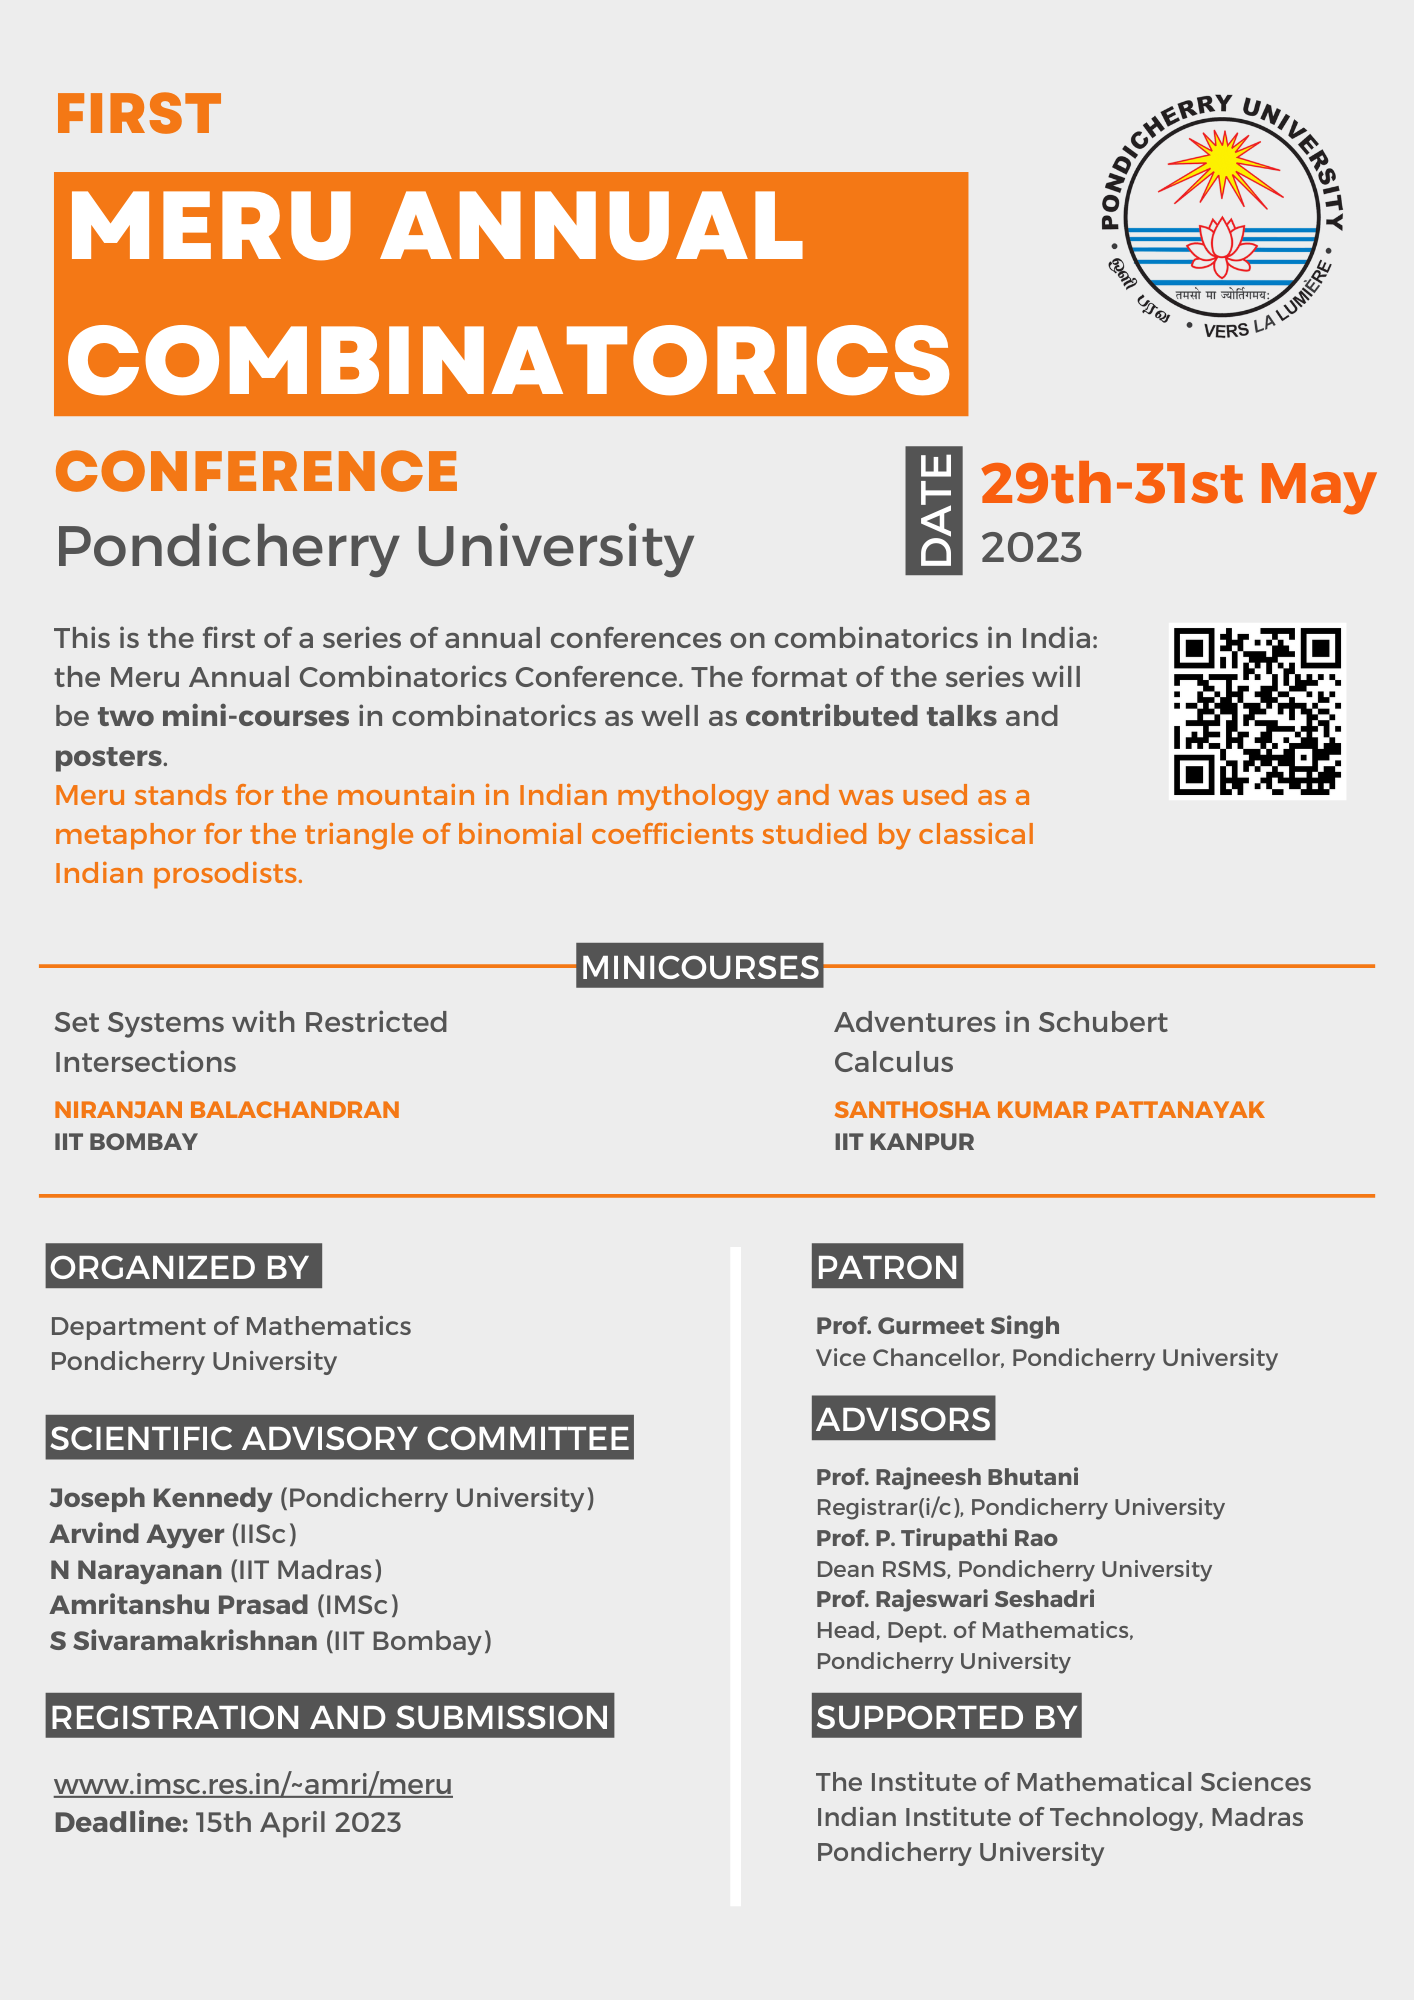 FIRST
MERU ANNUAL
COMBINATORICS
CONFERENCE
Pondicherry University
PONDICHERRY UNIVERSITY
तमसो मा ज्योर्तिगमय:
ஒளி பரவ • VERS LA LUMIÈRE
DATE
29th-31st May
2023
This is the first of a series of annual conferences on combinatorics in India:
the Meru Annual Combinatorics Conference. The format of the series will
be two mini-courses in combinatorics as well as contributed talks and
posters.
Meru stands for the mountain in Indian mythology and was used as a
metaphor for the triangle of binomial coefficients studied by classical
Indian prosodists.
MINICOURSES
Set Systems with Restricted
Intersections
NIRANJAN BALACHANDRAN
IIT BOMBAY
Adventures in Schubert
Calculus
SANTHOSHA KUMAR PATTANAYAK
IIT KANPUR
ORGANIZED BY
Department of Mathematics
Pondicherry University
SCIENTIFIC ADVISORY COMMITTEE
Joseph Kennedy (Pondicherry University)
Arvind Ayyer (IISc)
N Narayanan (IIT Madras)
Amritanshu Prasad (IMSc)
S Sivaramakrishnan (IIT Bombay)
REGISTRATION AND SUBMISSION
www.imsc.res.in/~amri/meru
Deadline: 15th April 2023
PATRON
Prof. Gurmeet Singh
Vice Chancellor, Pondicherry University
ADVISORS
Prof. Rajneesh Bhutani
Registrar(i/c), Pondicherry University
Prof. P. Tirupathi Rao
Dean RSMS, Pondicherry University
Prof. Rajeswari Seshadri
Head, Dept. of Mathematics,
Pondicherry University
SUPPORTED BY
The Institute of Mathematical Sciences
Indian Institute of Technology, Madras
Pondicherry University